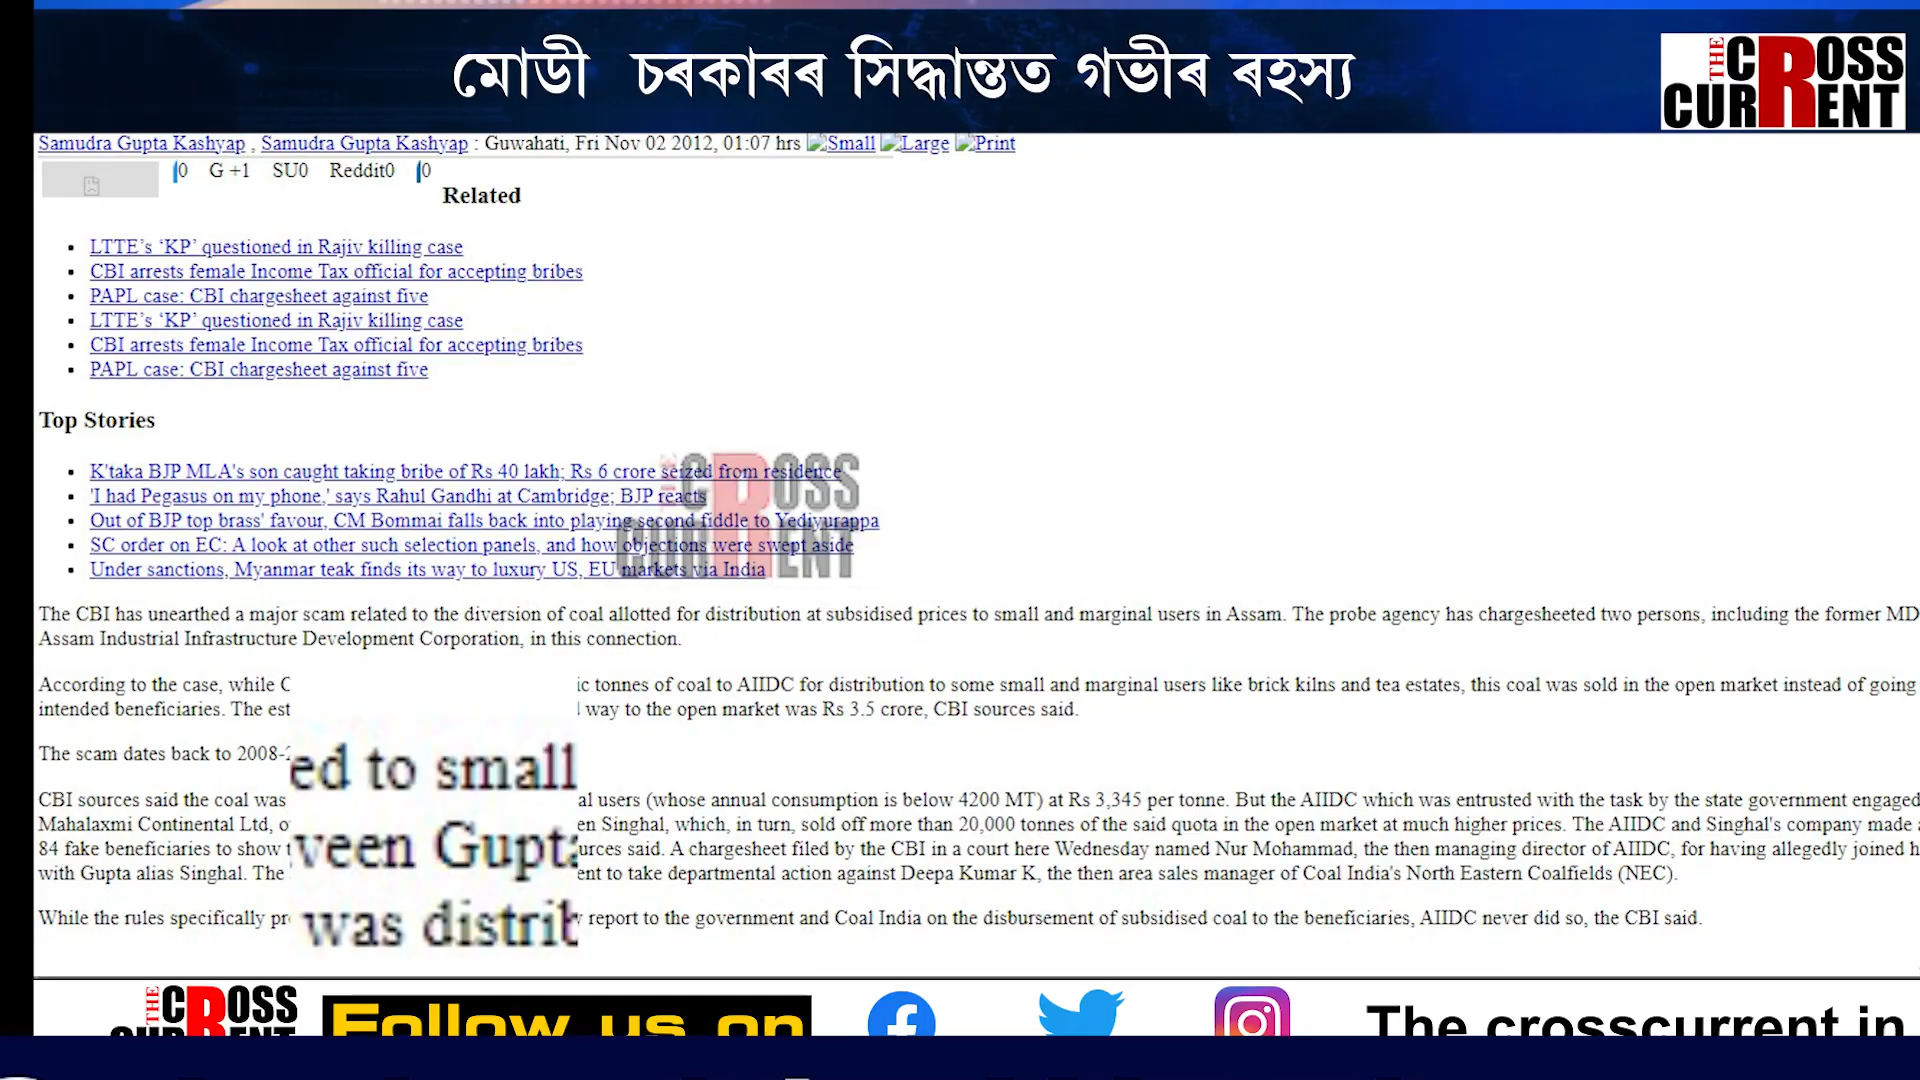 মোডী চৰকাৰৰ সিদ্ধান্তত গভীৰ ৰহস্য
THE CROSS CURRENT
Samudra Gupta Kashyap , Samudra Gupta Kashyap : Guwahati, Fri Nov 02 2012, 01:07 hrs Small Large Print
0 G +1 SU0 Reddit0 0
Related
LTTE's ‘KP’ questioned in Rajiv killing case
CBI arrests female Income Tax official for accepting bribes
PAPL case: CBI chargesheet against five
LTTE's ‘KP’ questioned in Rajiv killing case
CBI arrests female Income Tax official for accepting bribes
PAPL case: CBI chargesheet against five
Top Stories
K'taka BJP MLA's son caught taking bribe of Rs 40 lakh; Rs 6 crore seized from residence
'I had Pegasus on my phone,' says Rahul Gandhi at Cambridge; BJP reacts
Out of BJP top brass' favour, CM Bommai falls back into playing second fiddle to Yediyurappa
SC order on EC: A look at other such selection panels, and how objections were swept aside
Under sanctions, Myanmar teak finds its way to luxury US, EU markets via India
THE CROSS CURRENT
The CBI has unearthed a major scam related to the diversion of coal allotted for distribution at subsidised prices to small and marginal users in Assam. The probe agency has chargesheeted two persons, including the former MD
Assam Industrial Infrastructure Development Corporation, in this connection.
According to the case, while C ic tonnes of coal to AIIDC for distribution to some small and marginal users like brick kilns and tea estates, this coal was sold in the open market instead of going
intended beneficiaries. The est way to the open market was Rs 3.5 crore, CBI sources said.
The scam dates back to 2008-
ed to small
CBI sources said the coal was al users (whose annual consumption is below 4200 MT) at Rs 3,345 per tonne. But the AIIDC which was entrusted with the task by the state government engaged
Mahalaxmi Continental Ltd, o en Singhal, which, in turn, sold off more than 20,000 tonnes of the said quota in the open market at much higher prices. The AIIDC and Singhal's company made
84 fake beneficiaries to show urces said. A chargesheet filed by the CBI in a court here Wednesday named Nur Mohammad, the then managing director of AIIDC, for having allegedly joined h
veen Gupta
with Gupta alias Singhal. The ent to take departmental action against Deepa Kumar K, the then area sales manager of Coal India's North Eastern Coalfields (NEC).
While the rules specifically pr report to the government and Coal India on the disbursement of subsidised coal to the beneficiaries, AIIDC never did so, the CBI said.
was distrib
THE CROSS CURRENT
Follow us on
The crosscurrent in